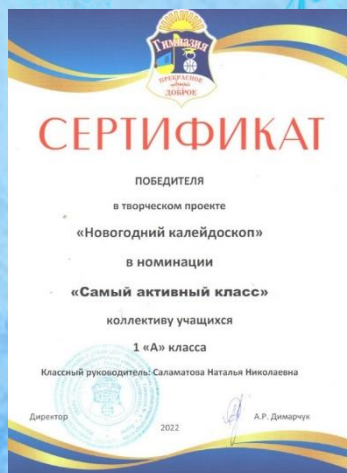 Гимназия
ПРЕКРАСНОЕ
ДОБРОЕ
СЕРТИФИКАТ
ПОБЕДИТЕЛЯ
в творческом проекте
«Новогодний калейдоскоп»
в номинации
«Самый активный класс»
коллективу учащихся
1 «А» класса
Классный руководитель: Саламатова Наталья Николаевна
Директор
А.Р. Димарчук
2022